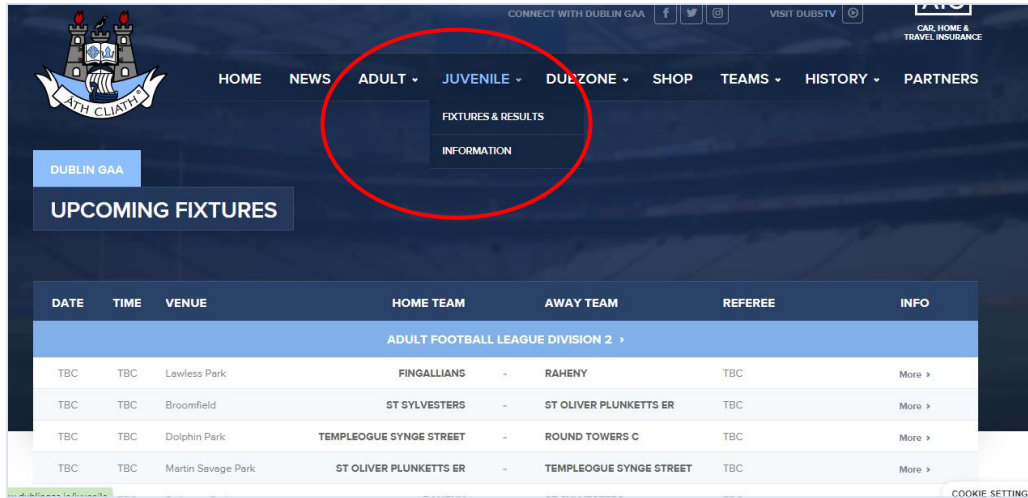 CONNECT WITH DUBLIN GAA
VISIT DUBSTV
CAR, HOME &
TRAVEL INSURANCE
ATH CLIATH
HOME NEWS ADULT JUVENILE DUBZONE SHOP TEAMS HISTORY PARTNERS
FIXTURES & RESULTS
INFORMATION
DUBLIN GAA
UPCOMING FIXTURES
DATE TIME VENUE HOME TEAM AWAY TEAM REFEREE INFO
ADULT FOOTBALL LEAGUE DIVISION 2 ›
TBC TBC Lawless Park FINGALLIANS - RAHENY TBC More ›
TBC TBC Broomfield ST SYLVESTERS - ST OLIVER PLUNKETTS ER TBC More ›
TBC TBC Dolphin Park TEMPLEOGUE SYNGE STREET - ROUND TOWERS C TBC More ›
TBC TBC Martin Savage Park ST OLIVER PLUNKETTS ER - TEMPLEOGUE SYNGE STREET TBC More ›
COOKIE SETTING